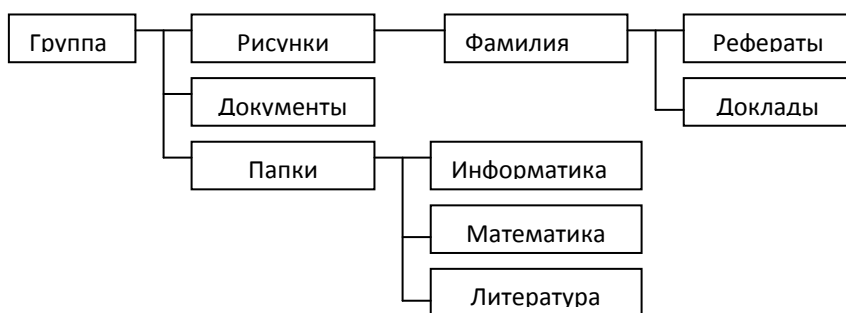 Группа Рисунки Фамилия Рефераты
Документы Доклады
Папки Информатика
Математика
Литература